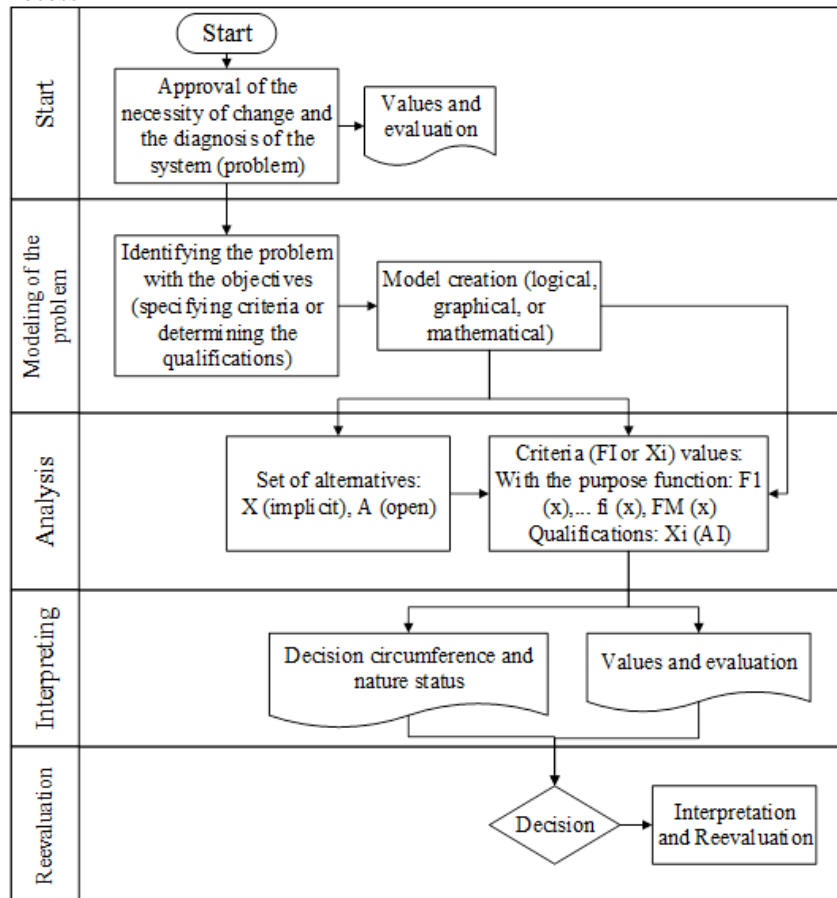 Start
Start
Approval of the
necessity of change and
the diagnosis of the
system (problem)
Values and
evaluation
Modeling of the
problem
Identifying the problem
with the objectives
(specifying criteria or
determining the
qualifications)
Model creation (logical,
graphical, or
mathematical)
Analysis
Set of alternatives:
X (implicit), A (open)
Criteria (FI or Xi) values:
With the purpose function: F1
(x),... fi (x), FM (x)
Qualifications: Xi (AI)
Interpreting
Decision circumference and
nature status
Values and evaluation
Reevaluation
Decision
Interpretation
and Reevaluation